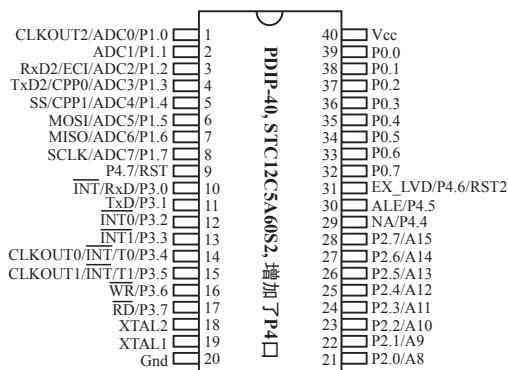 CLKOUT2/ADC0/P1.0 1 40 Vcc
ADC1/P1.1 2 39 P0.0
RxD2/ECI/ADC2/P1.2 3 38 P0.1
TxD2/CPP0/ADC3/P1.3 4 37 P0.2
SS/CPP1/ADC4/P1.4 5 36 P0.3
MOSI/ADC5/P1.5 6 35 P0.4
MISO/ADC6/P1.6 7 34 P0.5
SCLK/ADC7/P1.7 8 33 P0.6
P4.7/RST 9 32 P0.7
INT/RxD/P3.0 10 31 EX_LVD/P4.6/RST2
TxD/P3.1 11 30 ALE/P4.5
INT0/P3.2 12 29 NA/P4.4
INT1/P3.3 13 28 P2.7/A15
CLKOUT0/INT/T0/P3.4 14 27 P2.6/A14
CLKOUT1/INT/T1/P3.5 15 26 P2.5/A13
WR/P3.6 16 25 P2.4/A12
RD/P3.7 17 24 P2.3/A11
XTAL2 18 23 P2.2/A10
XTAL1 19 22 P2.1/A9
Gnd 20 21 P2.0/A8
PDIP-40, STC12C5A60S2, 增加了P4口